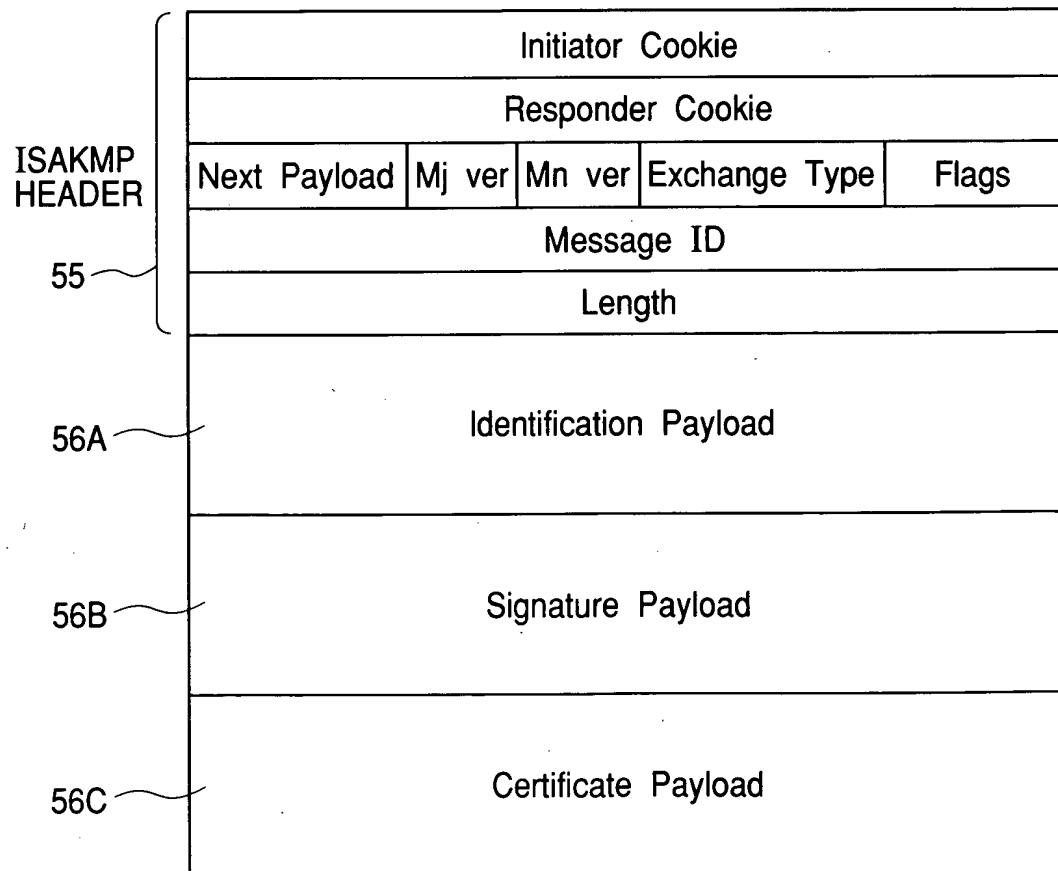 Initiator Cookie
Responder Cookie
ISAKMP
HEADER
Next Payload Mj ver Mn ver Exchange Type Flags
Message ID
55
Length
56A
Identification Payload
56B
Signature Payload
56C
Certificate Payload